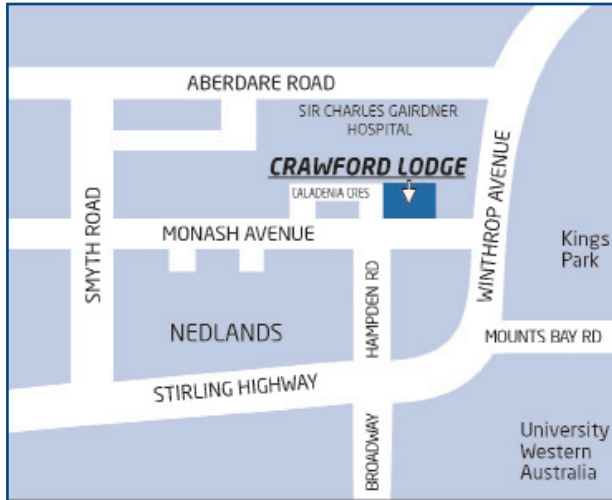 ABERDARE ROAD
SIR CHARLES GAIRDNER
HOSPITAL
CRAWFORD LODGE
CALADENIA CRES
SMYTH ROAD
MONASH AVENUE
WINTHROP AVENUE
Kings
Park
HAMPDEN RD
NEDLANDS
MOUNTS BAY RD
STIRLING HIGHWAY
BROADWAY
University
Western
Australia